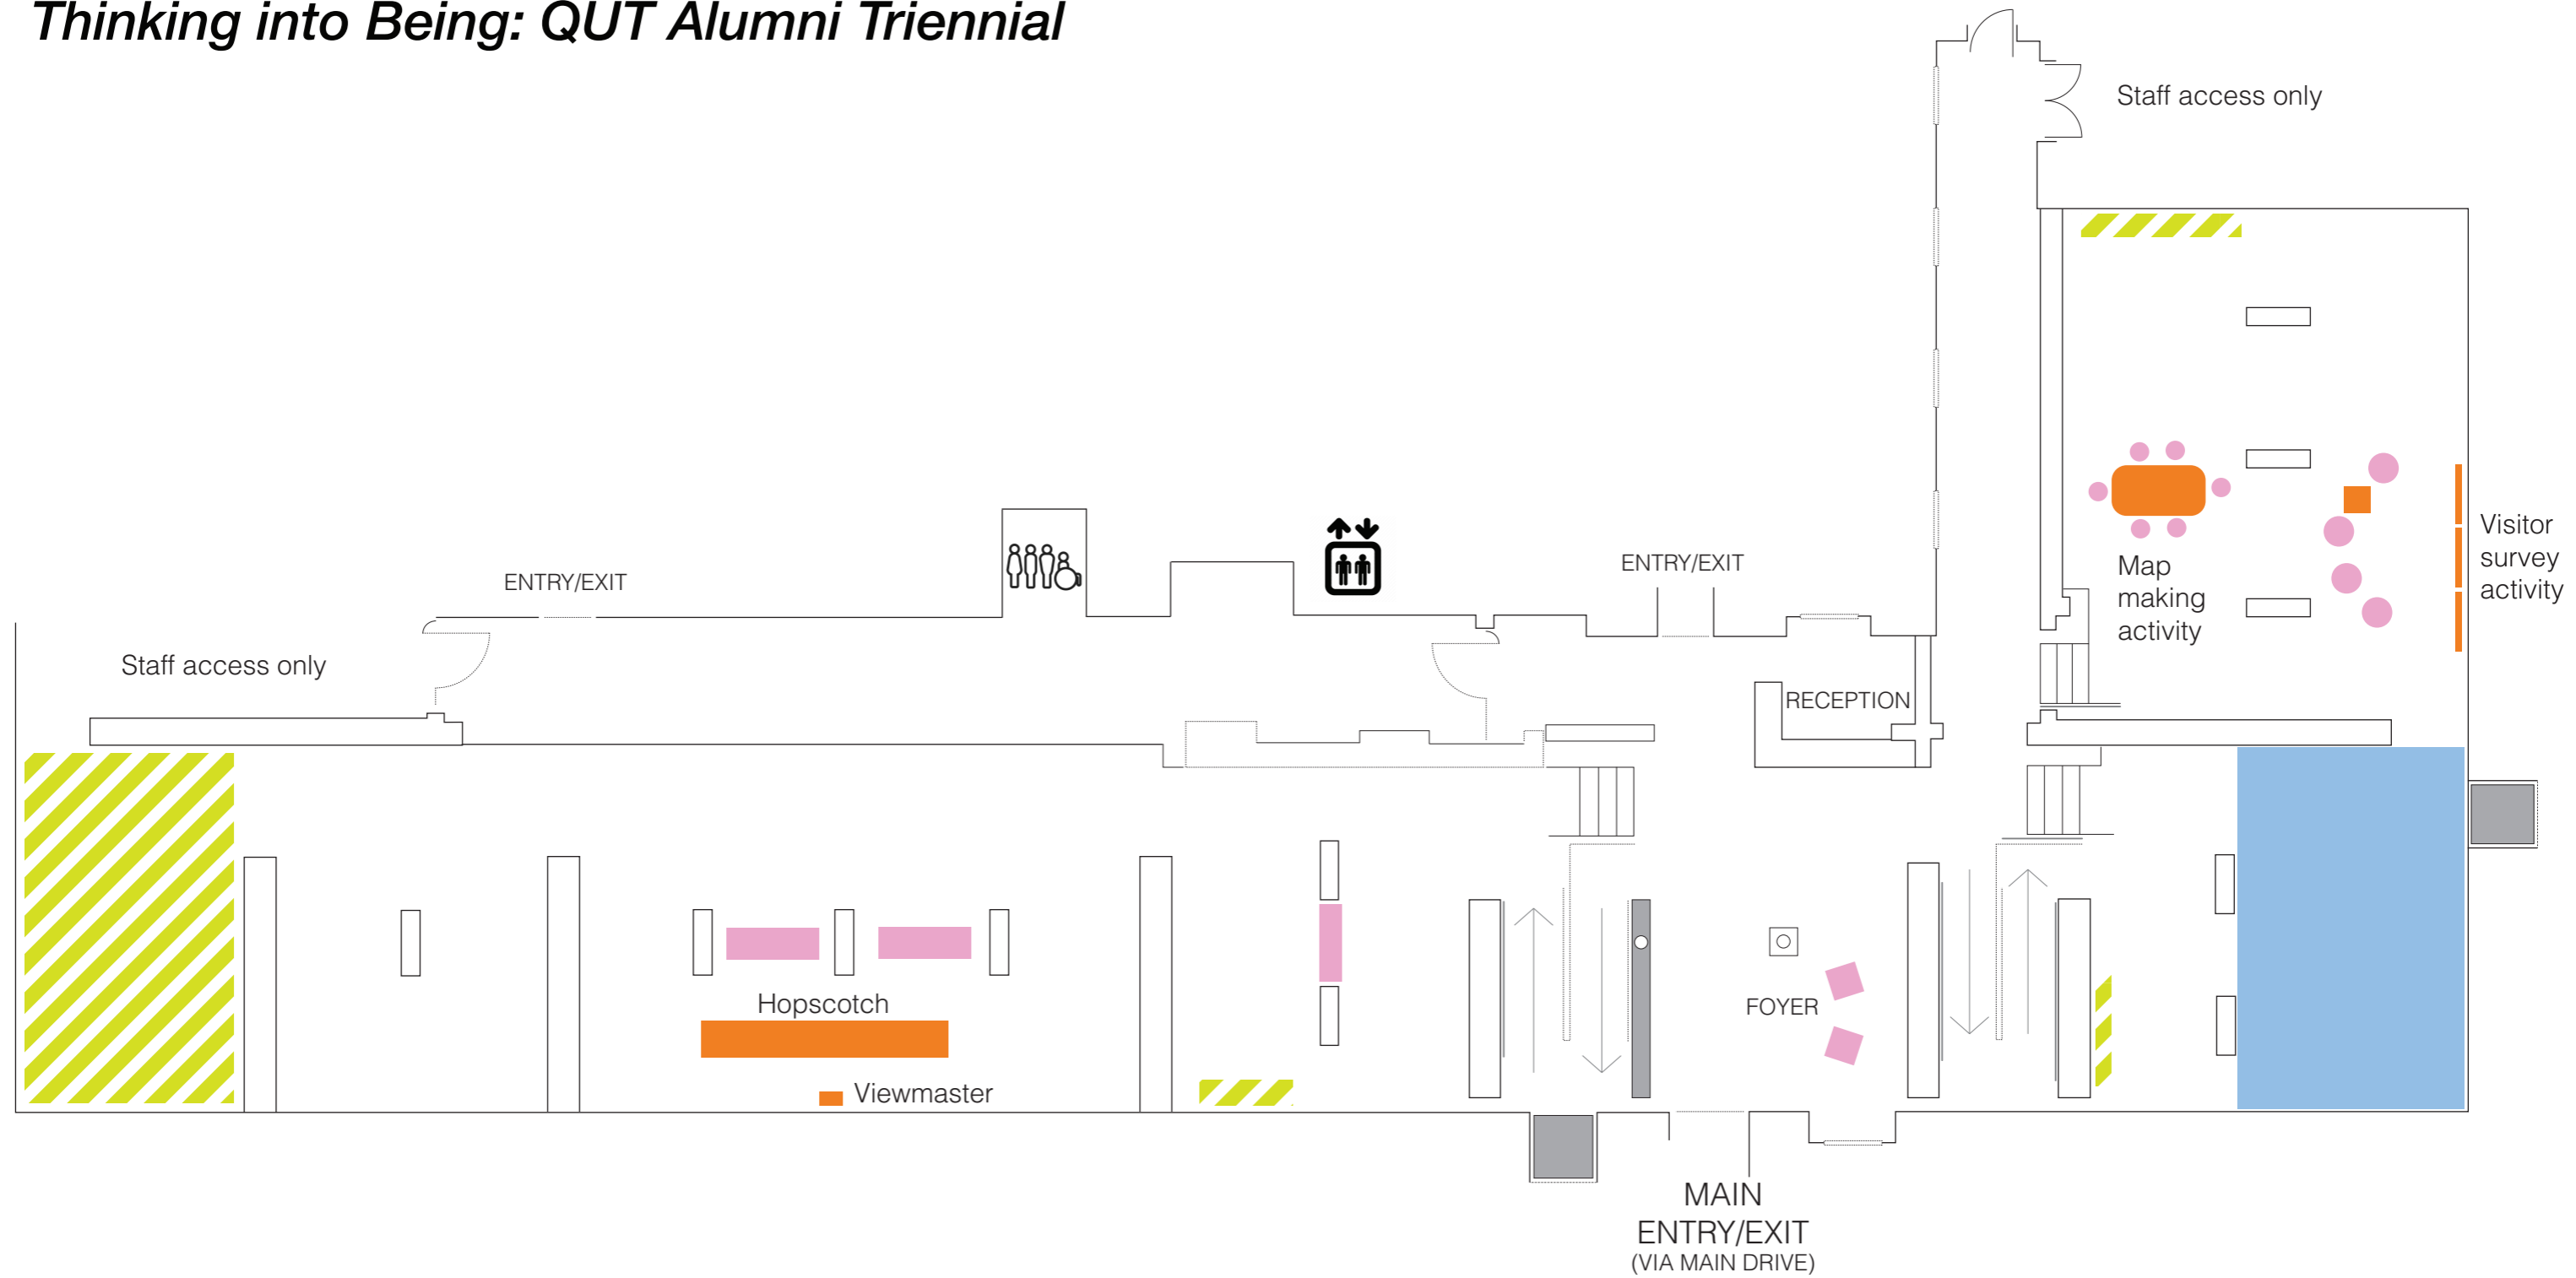 Thinking into Being: QUT Alumni Triennial
Staff access only
ENTRY/EXIT
ENTRY/EXIT
Visitor
survey
activity
Map
making
activity
Staff access only
RECEPTION
Hopscotch
FOYER
Viewmaster
MAIN
ENTRY/EXIT
(VIA MAIN DRIVE)